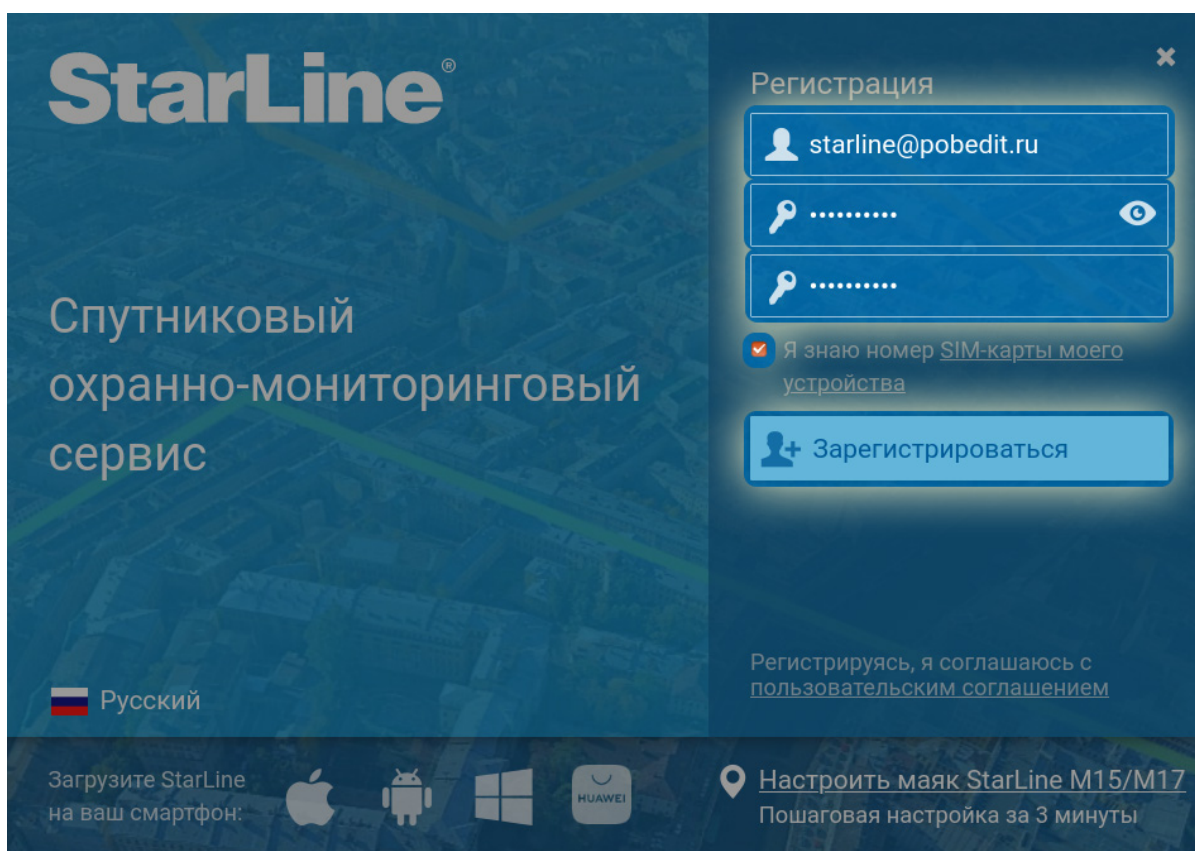 StarLine®
Спутниковый
охранно-мониторинговый
сервис
Русский
Регистрация
starline@pobedit.ru
••••••••••
••••••••••
Я знаю номер SIM-карты моего
устройства
Зарегистрироваться
Регистрируясь, я соглашаюсь с
пользовательским соглашением
Загрузите StarLine
на ваш смартфон:
HUAWEI
Настроить маяк StarLine M15/M17
Пошаговая настройка за 3 минуты